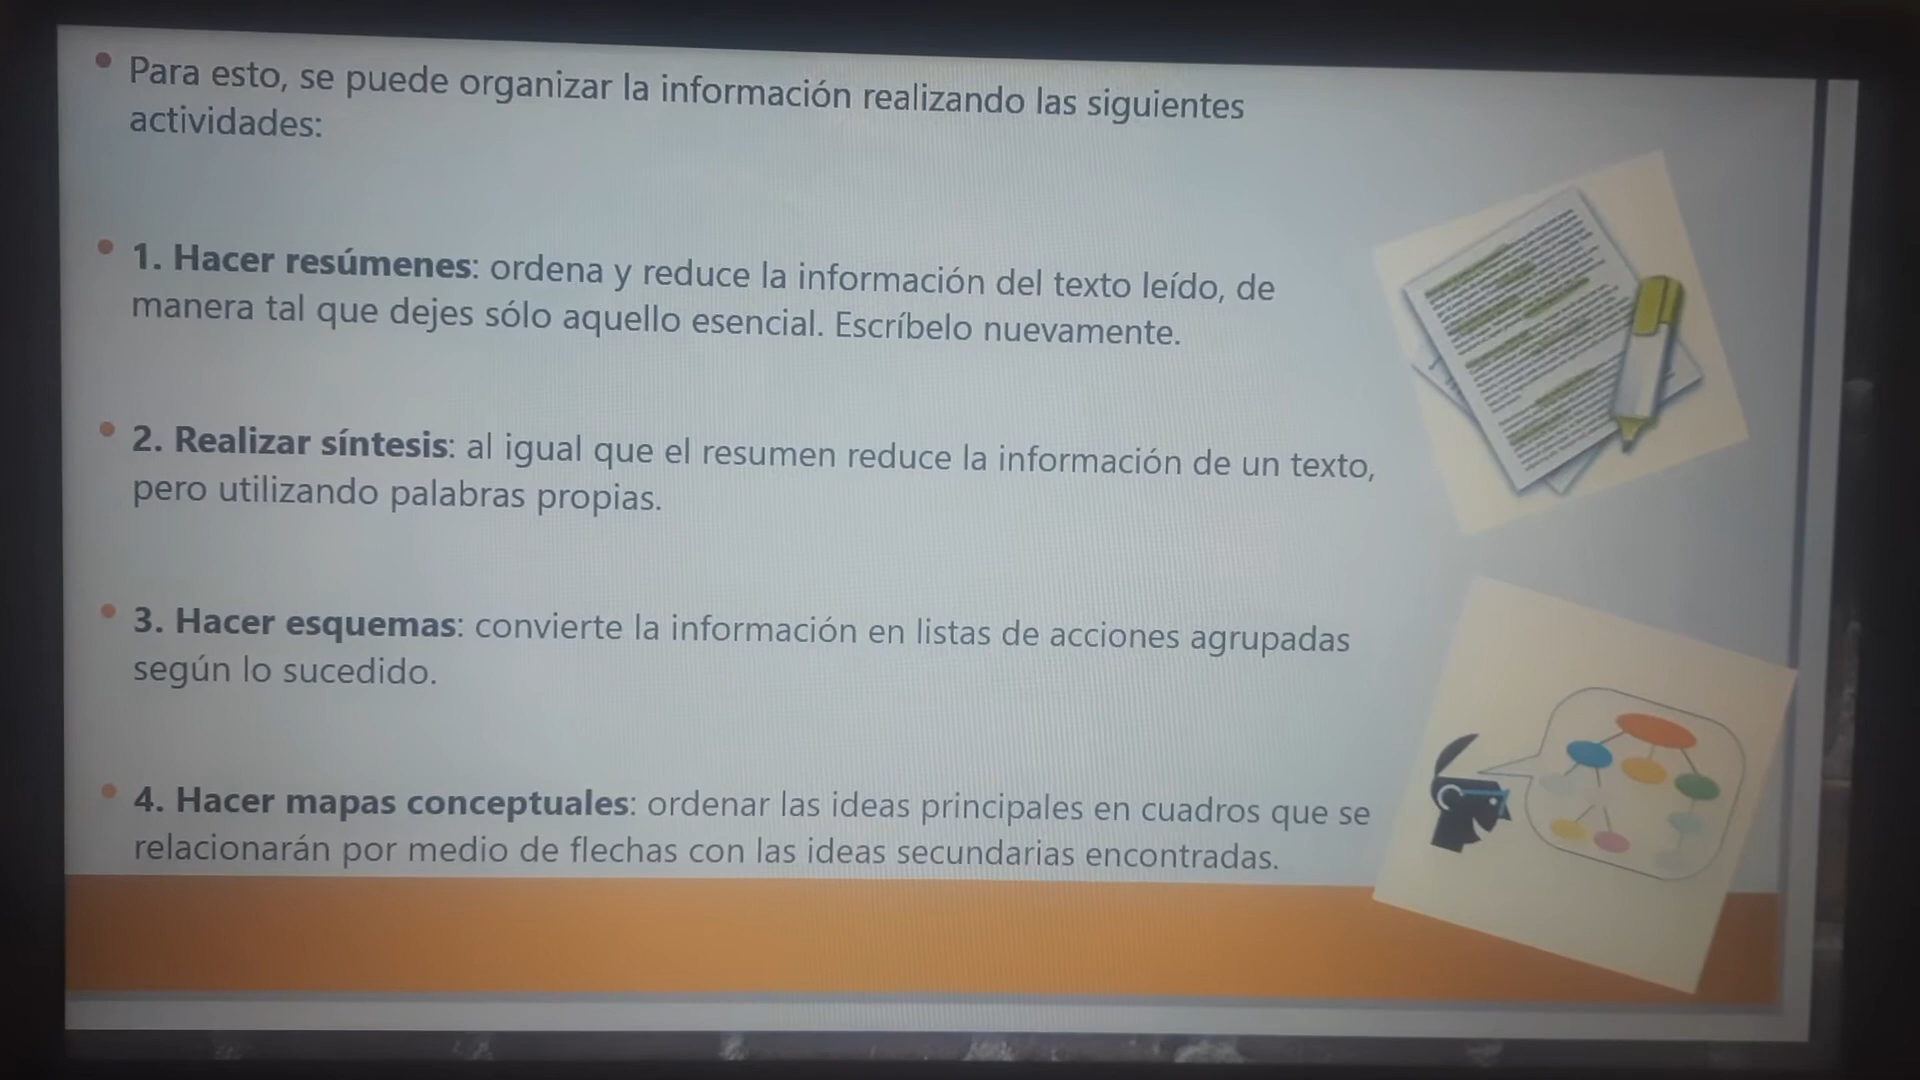 • Para esto, se puede organizar la información realizando las siguientes
actividades:
• 1. Hacer resúmenes: ordena y reduce la información del texto leído, de
manera tal que dejes sólo aquello esencial. Escríbelo nuevamente.
• 2. Realizar síntesis: al igual que el resumen reduce la información de un texto,
pero utilizando palabras propias.
• 3. Hacer esquemas: convierte la información en listas de acciones agrupadas
según lo sucedido.
• 4. Hacer mapas conceptuales: ordenar las ideas principales en cuadros que se
relacionarán por medio de flechas con las ideas secundarias encontradas.